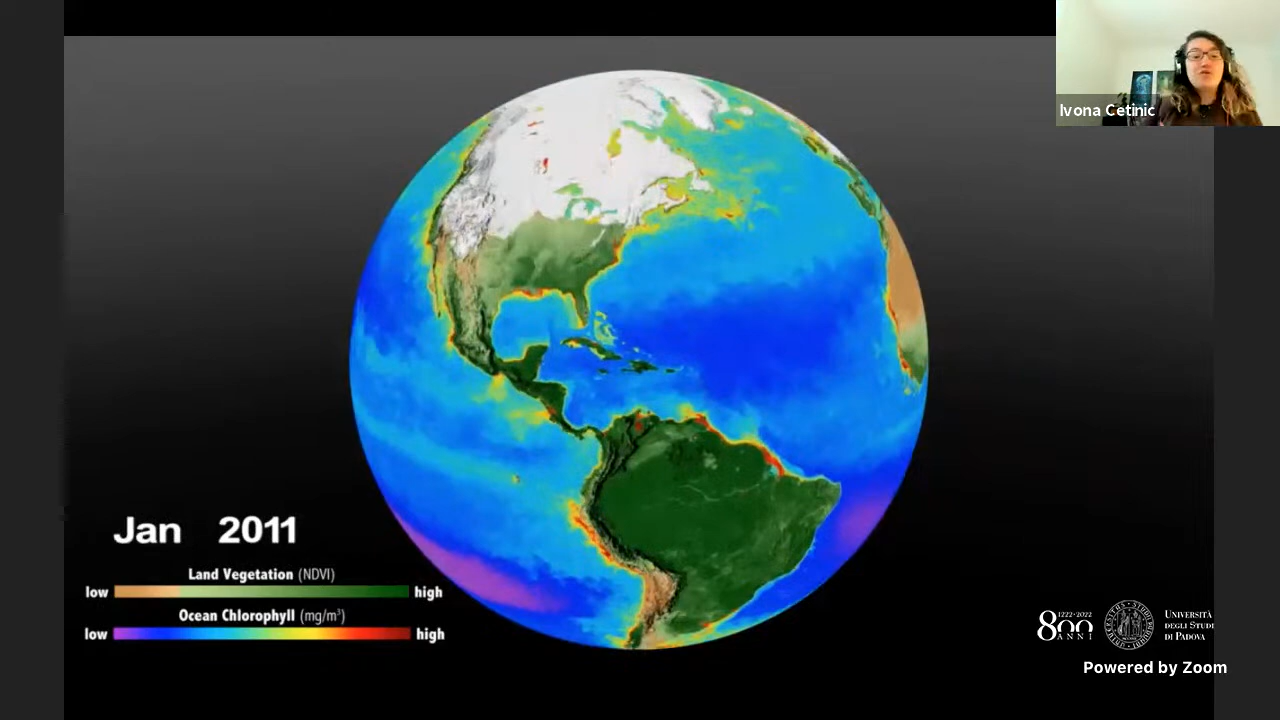 Ivona Cetinic
Jan 2011
Land Vegetation (NDVI)
low high
Ocean Chlorophyll (mg/m³)
low high
1222·2022
800
ANNI
UNIVERSITÀ
DEGLI STUDI
DI PADOVA
Powered by Zoom